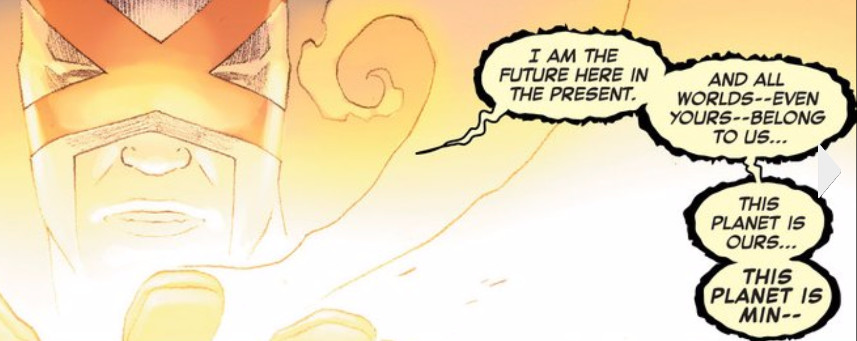 I AM THE
FUTURE HERE IN
THE PRESENT.
AND ALL
WORLDS--EVEN
YOURS--BELONG
TO US...
THIS
PLANET IS
OURS...
THIS
PLANET IS
MIN--